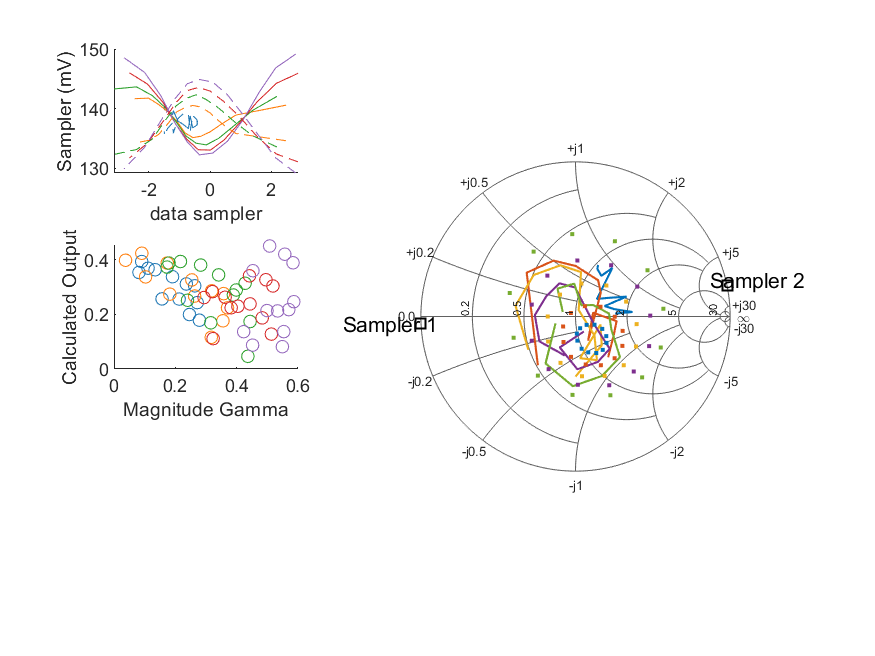 150
140
130
Sampler (mV)
-2
0
2
data sampler
0.4
0.2
0
Calculated Output
0
0.2
0.4
0.6
Magnitude Gamma
+j1
+j0.5
+j2
+j0.2
+j5
Sampler 2
0.0
0.2
0.5
1
2
5
30
+j30
∞
-j30
Sampler 1
-j0.2
-j5
-j0.5
-j2
-j1